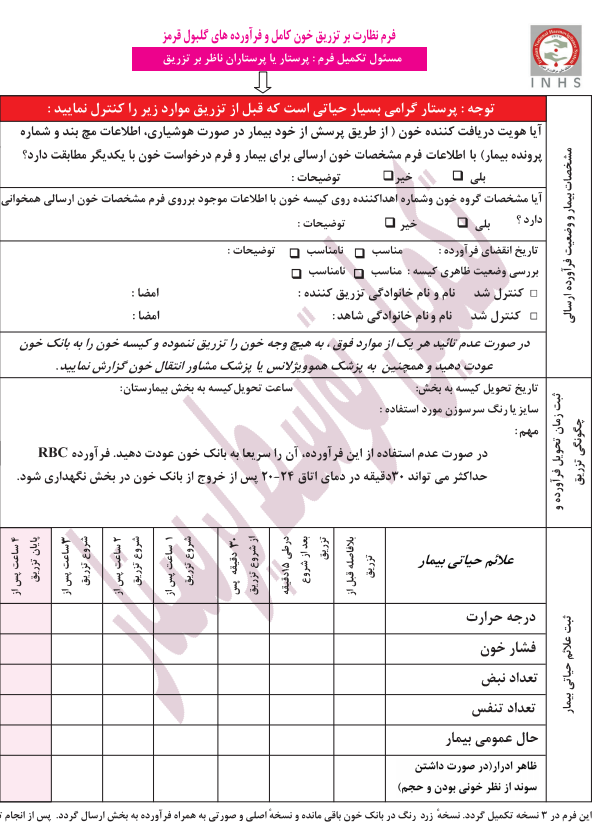 فرم نظارت بر تزریق خون کامل و فرآورده های گلبول قرمز
مسئول تکمیل فرم : پرستار یا پرستاران ناظر بر تزریق
INHS
توجه : پرستار گرامی بسیار حیاتی است که قبل از تزریق موارد زیر را کنترل نمایید :
مشخصات بیمار و وضعیت فرآورده ارسالی
آیا هویت دریافت کننده خون ( از طریق پرسش از خود بیمار در صورت هوشیاری، اطلاعات مچ بند و شماره
پرونده بیمار) با اطلاعات فرم مشخصات خون ارسالی برای بیمار و فرم درخواست خون با یکدیگر مطابقت دارد؟
بلی ❑ خیر ❑ توضیحات :
آیا مشخصات گروه خون وشماره اهداکننده روی کیسه خون با اطلاعات موجود برروی فرم مشخصات خون ارسالی همخوانی
دارد ؟ بلی ❑ خیر ❑ توضیحات :
تاریخ انقضای فرآورده : مناسب ❑ نامناسب ❑ توضیحات :
بررسی وضعیت ظاهری کیسه : مناسب ❑ نامناسب ❑
□ کنترل شد نام و نام خانوادگی تزریق کننده : امضا :
□ کنترل شد نام و نام خانوادگی شاهد : امضا :
در صورت عدم تائید هر یک از موارد فوق ، به هیچ وجه خون را تزریق ننموده و کیسه خون را به بانک خون
عودت دهید و همچنین به پزشک هموویژلانس یا پزشک مشاور انتقال خون گزارش نمایید.
ثبت زمان تحویل فرآورده و
چگونگی تزریق
تاریخ تحویل کیسه به بخش: ساعت تحویل کیسه به بخش بیمارستان:
سایز یا رنگ سرسوزن مورد استفاده :
مهم :
در صورت عدم استفاده از این فرآورده، آن را سریعا به بانک خون عودت دهید. فرآورده RBC
حداکثر می تواند ۳۰دقیقه در دمای اتاق ۲۴-۲۰ پس از خروج از بانک خون در بخش نگهداری شود.
ثبت علائم حیاتی بیمار
علائم حیاتی بیمار
بلافاصله قبل از
تزریق
درطی ۱۵دقیقه
بعد از شروع
تزریق
۳۰ دقیقه پس
از شروع تزریق
۱ ساعت پس از
شروع تزریق
۲ ساعت پس از
شروع تزریق
۳ساعت پس از
شروع تزریق
۴ ساعت پس از
پایان تزریق
درجه حرارت
فشار خون
تعداد نبض
تعداد تنفس
حال عمومی بیمار
ظاهر ادرار(در صورت داشتن
سوند از نظر خونی بودن و حجم)
این فرم در ۳ نسخه تکمیل گردد. نسخهٔ زرد رنگ در بانک خون باقی مانده و نسخهٔ اصلی و صورتی به همراه فرآورده به بخش ارسال گردد. پس از انجام
تکمیل توسط پرستار